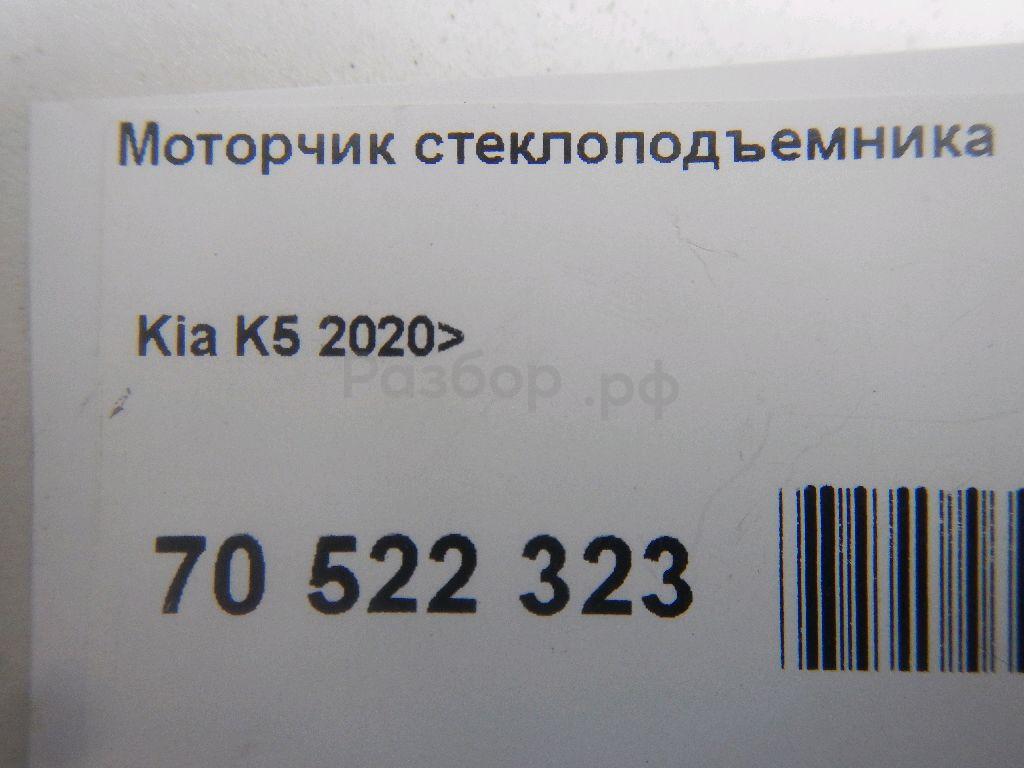 Моторчик стеклоподъемника
Kia K5 2020>
Разбор .рф
70 522 323